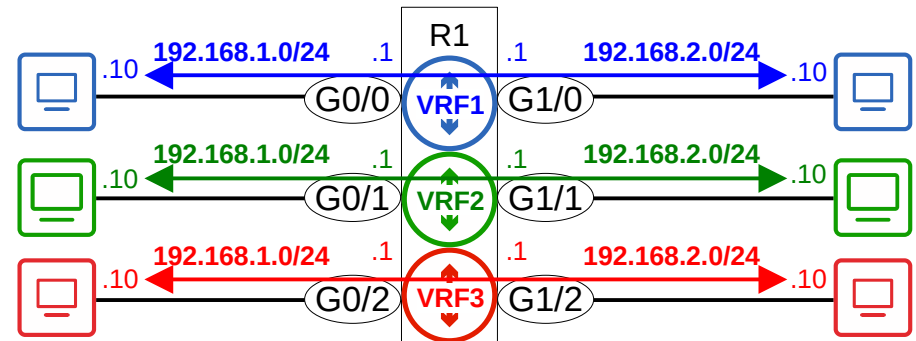 R1
192.168.1.0/24 .1 .1 192.168.2.0/24
.10 .10
G0/0 VRF1 G1/0
192.168.1.0/24 .1 .1 192.168.2.0/24
.10 .10
G0/1 VRF2 G1/1
192.168.1.0/24 .1 .1 192.168.2.0/24
.10 .10
G0/2 VRF3 G1/2